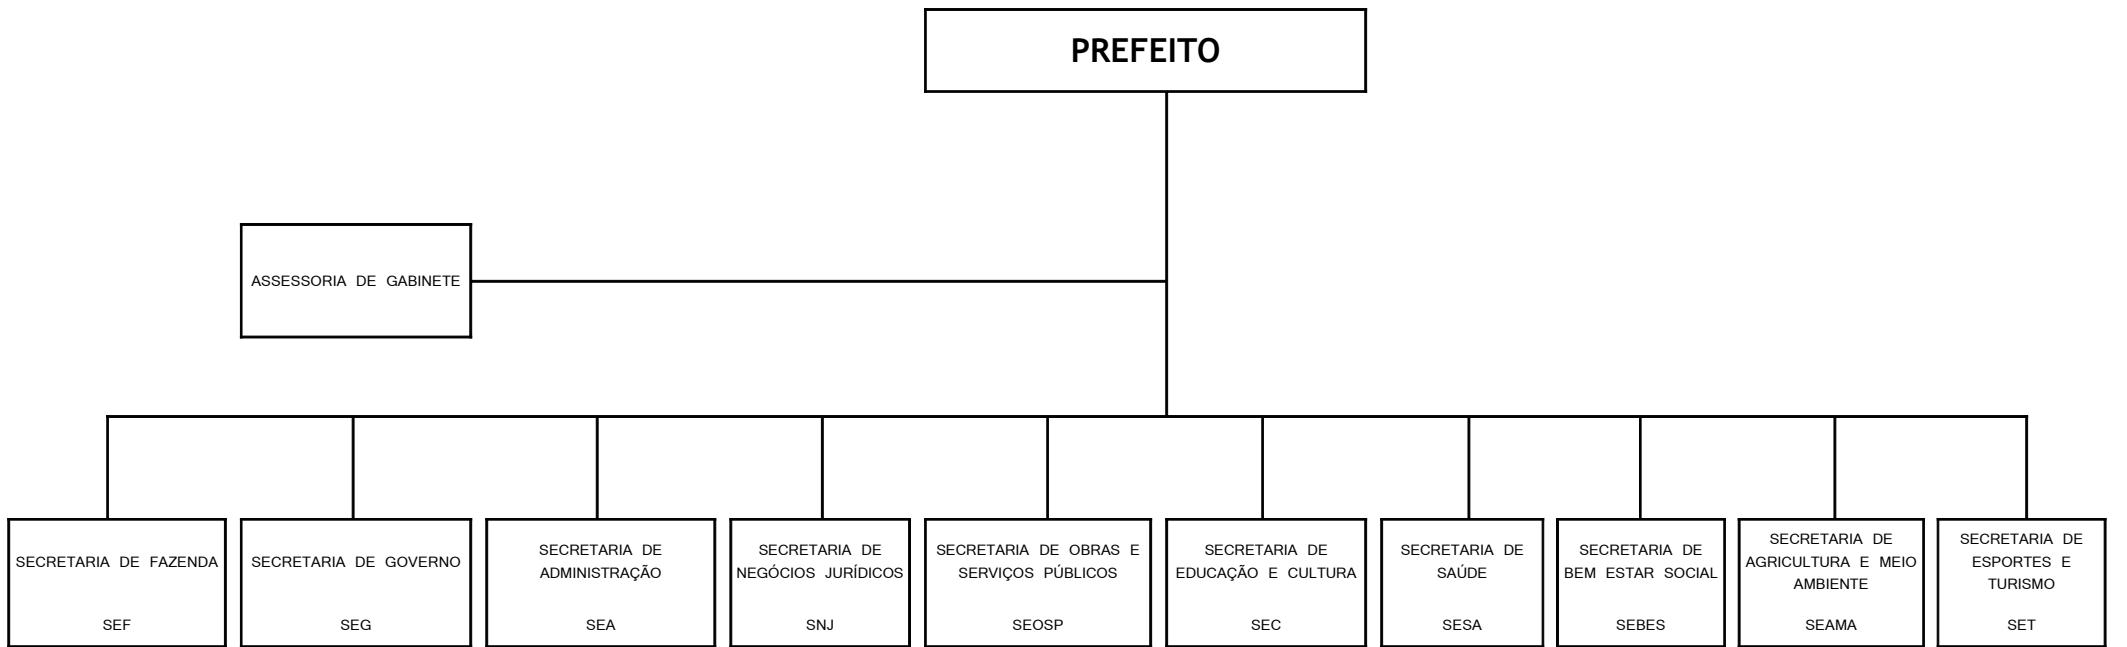 PREFEITO
ASSESSORIA DE GABINETE
SECRETARIA DE FAZENDA
SEF
SECRETARIA DE GOVERNO
SEG
SECRETARIA DE
ADMINISTRAÇÃO
SEA
SECRETARIA DE
NEGÓCIOS JURÍDICOS
SNJ
SECRETARIA DE OBRAS E
SERVIÇOS PÚBLICOS
SEOSP
SECRETARIA DE
EDUCAÇÃO E CULTURA
SEC
SECRETARIA DE
SAÚDE
SESA
SECRETARIA DE
BEM ESTAR SOCIAL
SEBES
SECRETARIA DE
AGRICULTURA E MEIO
AMBIENTE
SEAMA
SECRETARIA DE
ESPORTES E
TURISMO
SET